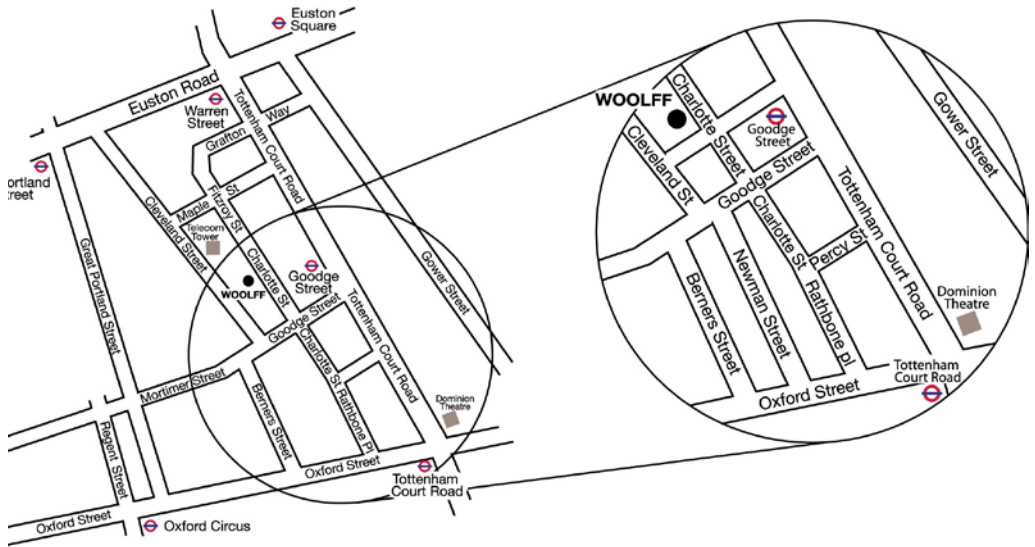 Euston
Square
Euston Road
Warren
Street
Tottenham Court Road
Grafton Way
ortland
treet
Maple St
Fitzroy St
Cleveland Street
Telecom
Tower
Great Portland Street
Charlotte St
WOOLFF
Goodge
Street
Gower Street
Goodge Street
Tottenham Court Road
Mortimer Street
Charlotte St
Berners Street
Rathbone Pl
Dominion
Theatre
Regent Street
Oxford Street
Tottenham
Court Road
Oxford Street
Oxford Circus
WOOLFF
Charlotte Street
Goodge
Street
Gower Street
Cleveland St
Goodge Street
Tottenham Court Road
Charlotte St
Percy St
Berners Street
Newman Street
Rathbone pl
Dominion
Theatre
Tottenham
Court Road
Oxford Street